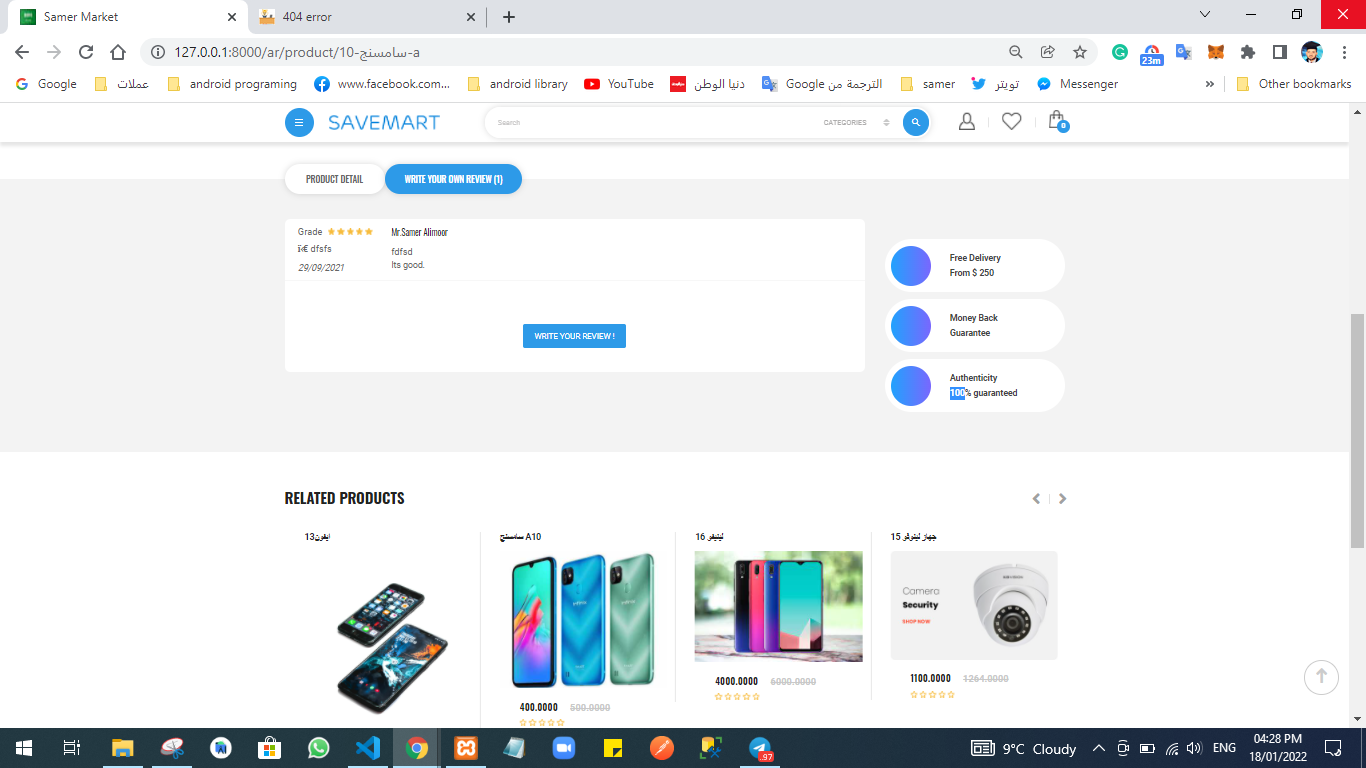 Samer Market
404 error
127.0.0.1:8000/ar/product/10-سامسنج-a
23m
Google
عملات
android programing
www.facebook.com...
android library
YouTube
دنيا الوطن
Google الترجمة من
samer
تويتر
Messenger
»
Other bookmarks
SAVEMART
Search
CATEGORIES
0
PRODUCT DETAIL
WRITE YOUR OWN REVIEW (1)
Grade
Mr.Samer Alimoor
ï» dfsfs
fdfsd
29/09/2021
Its good.
WRITE YOUR REVIEW !
Free Delivery
From $ 250
Money Back
Guarantee
Authenticity
100% guaranteed
RELATED PRODUCTS
ايفون13
سامسنج A10
لينيفر 16
جهاز لينوفر 15
Camera
Security
SHOP NOW
4000.0000 6000.0000
1100.0000 1264.0000
400.0000 500.0000
.97
9°C Cloudy
ENG
04:28 PM
18/01/2022